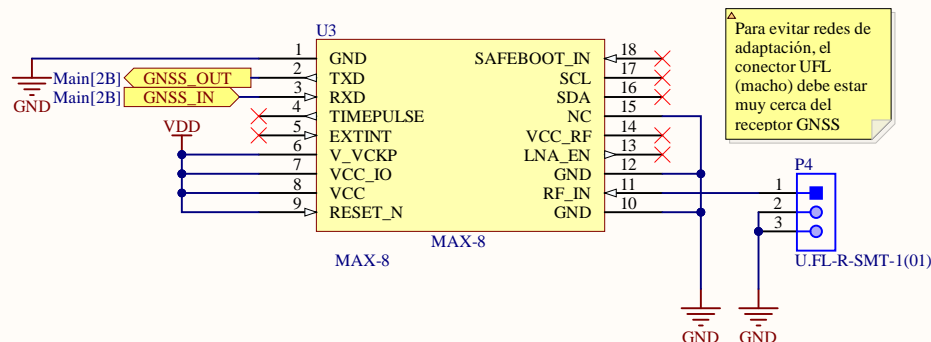 U3
1 GND SAFEBOOT_IN 18
Main[2B] GNSS_OUT 2 TXD SCL 17
Main[2B] GNSS_IN 3 RXD SDA 16
4 TIMEPULSE NC 15
5 EXTINT VCC_RF 14
6 V_VCKP LNA_EN 13
7 VCC_IO GND 12
8 VCC RF_IN 11
9 RESET_N GND 10
GND
VDD
MAX-8
MAX-8
Para evitar redes de
adaptación, el
conector UFL
(macho) debe estar
muy cerca del
receptor GNSS
P4
1
2
3
U.FL-R-SMT-1(01)
GND
GND